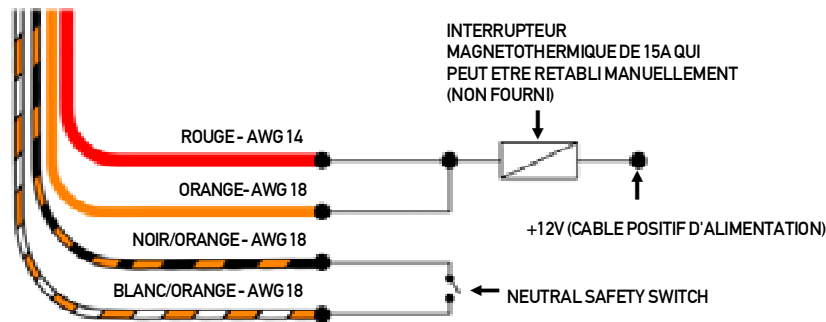 INTERRUPTEUR
MAGNETOTHERMIQUE DE 15A QUI
PEUT ETRE RETABLI MANUELLEMENT
(NON FOURNI)
ROUGE - AWG 14
ORANGE- AWG 18
+12V (CABLE POSITIF D'ALIMENTATION)
NOIR/ORANGE - AWG 18
BLANC/ORANGE - AWG 18
NEUTRAL SAFETY SWITCH